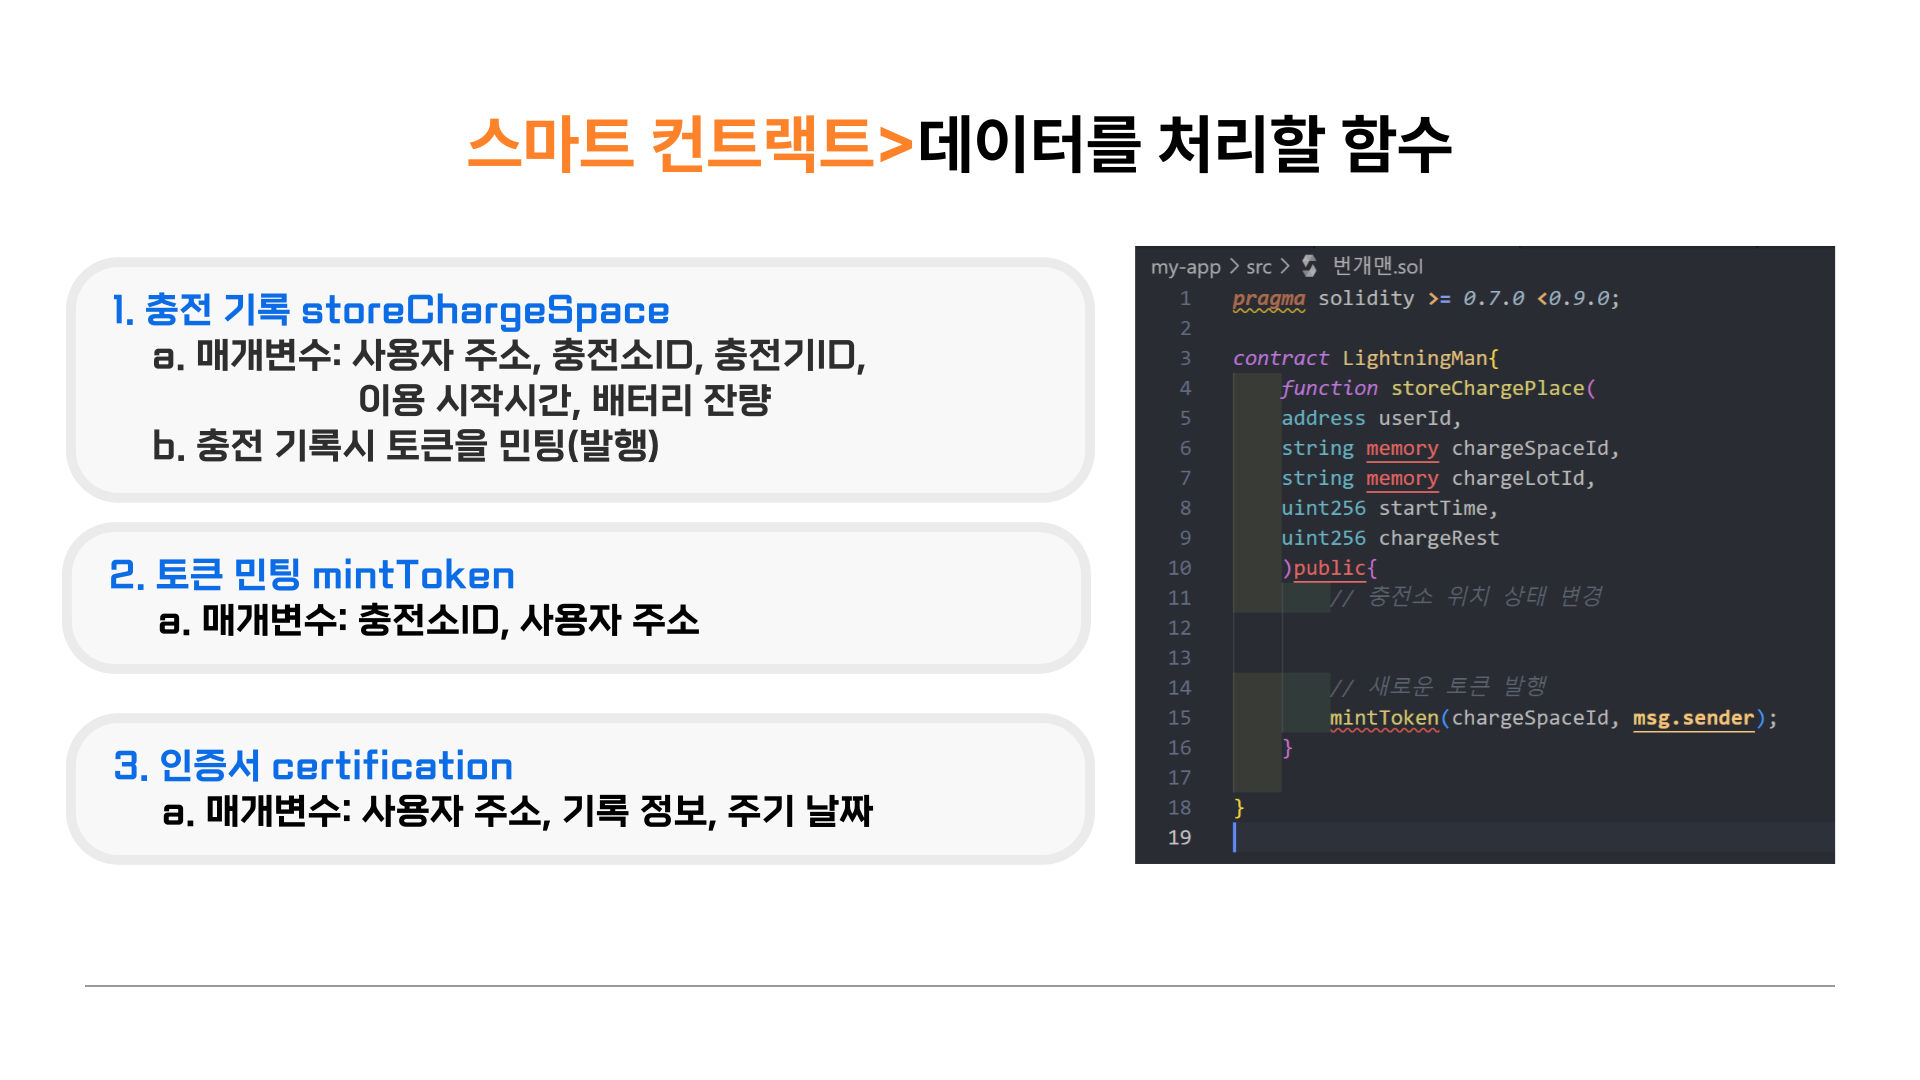 스마트 컨트랙트>데이터를 처리할 함수
1. 충전 기록 storeChargeSpace
a. 매개변수: 사용자 주소, 충전소ID, 충전기ID,
이용 시작시간, 배터리 잔량
b. 충전 기록시 토큰을 민팅(발행)
2. 토큰 민팅 mintToken
a. 매개변수: 충전소ID, 사용자 주소
3. 인증서 certification
a. 매개변수: 사용자 주소, 기록 정보, 주기 날짜
my-app > src > 번개맨.sol
1 pragma solidity >= 0.7.0 <0.9.0;
2
3 contract LightningMan{
4 function storeChargePlace(
5 address userId,
6 string memory chargeSpaceId,
7 string memory chargeLotId,
8 uint256 startTime,
9 uint256 chargeRest
10 )public{
11 // 충전소 위치 상태 변경
12
13
14 // 새로운 토큰 발행
15 mintToken(chargeSpaceId, msg.sender);
16 }
17
18 }
19